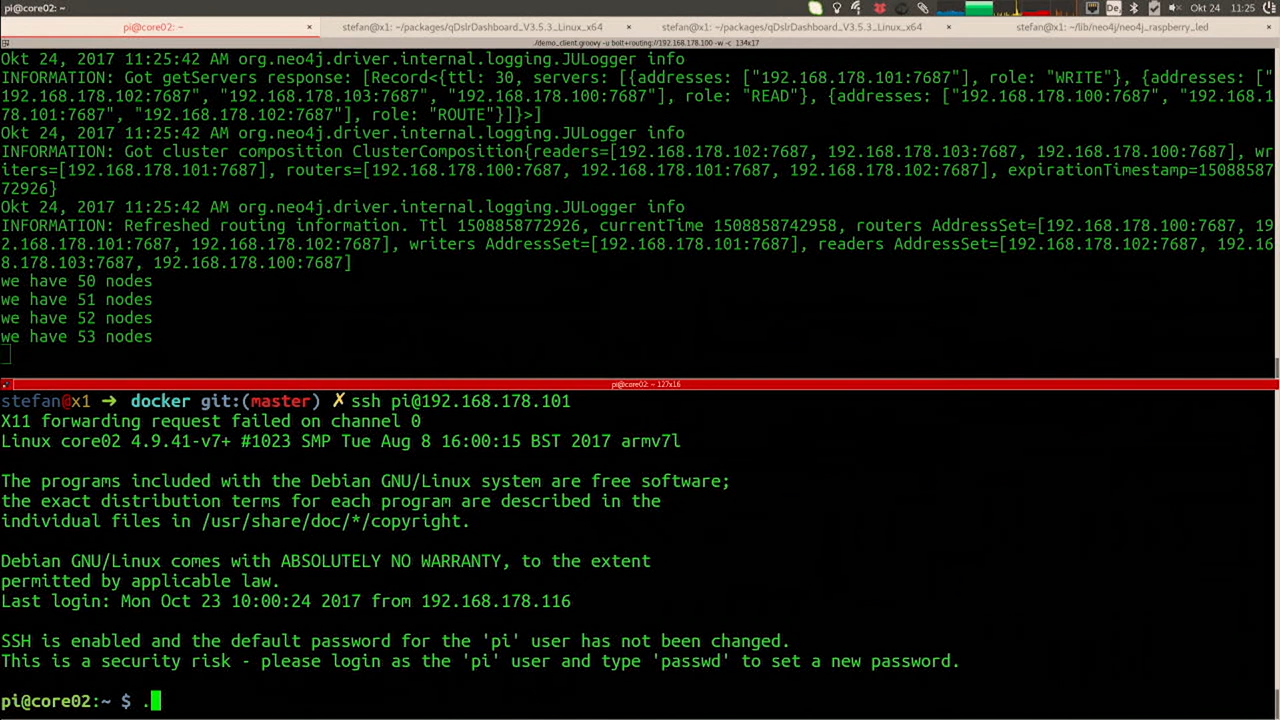 pi@core02: ~
De
Okt 24 11:25
pi@core02: ~ × stefan@x1: ~/packages/qDslrDashboard_V3.5.3_Linux_x64 × stefan@x1: ~/packages/qDslrDashboard_V3.5.3_Linux_x64 × stefan@x1: ~/lib/neo4j/neo4j_raspberry_led ×
./demo_client.groovy -u bolt+routing://192.168.178.100 -w -c 134x17
Okt 24, 2017 11:25:42 AM org.neo4j.driver.internal.logging.JULogger info
INFORMATION: Got getServers response: [Record<{ttl: 30, servers: [{addresses: ["192.168.178.101:7687"], role: "WRITE"}, {addresses: ["
192.168.178.102:7687", "192.168.178.103:7687", "192.168.178.100:7687"], role: "READ"}, {addresses: ["192.168.178.100:7687", "192.168.1
78.101:7687", "192.168.178.102:7687"], role: "ROUTE"}]}>]
Okt 24, 2017 11:25:42 AM org.neo4j.driver.internal.logging.JULogger info
INFORMATION: Got cluster composition ClusterComposition{readers=[192.168.178.102:7687, 192.168.178.103:7687, 192.168.178.100:7687], wr
iters=[192.168.178.101:7687], routers=[192.168.178.100:7687, 192.168.178.101:7687, 192.168.178.102:7687], expirationTimestamp=15088587
72926}
Okt 24, 2017 11:25:42 AM org.neo4j.driver.internal.logging.JULogger info
INFORMATION: Refreshed routing information. Ttl 1508858772926, currentTime 1508858742958, routers AddressSet=[192.168.178.100:7687, 19
2.168.178.101:7687, 192.168.178.102:7687], writers AddressSet=[192.168.178.101:7687], readers AddressSet=[192.168.178.102:7687, 192.16
8.178.103:7687, 192.168.178.100:7687]
we have 50 nodes
we have 51 nodes
we have 52 nodes
we have 53 nodes
pi@core02: ~ 127x16
stefan@x1 ➜ docker git:(master) ✗ ssh pi@192.168.178.101
X11 forwarding request failed on channel 0
Linux core02 4.9.41-v7+ #1023 SMP Tue Aug 8 16:00:15 BST 2017 armv7l
The programs included with the Debian GNU/Linux system are free software;
the exact distribution terms for each program are described in the
individual files in /usr/share/doc/*/copyright.
Debian GNU/Linux comes with ABSOLUTELY NO WARRANTY, to the extent
permitted by applicable law.
Last login: Mon Oct 23 10:00:24 2017 from 192.168.178.116
SSH is enabled and the default password for the 'pi' user has not been changed.
This is a security risk - please login as the 'pi' user and type 'passwd' to set a new password.
pi@core02:~ $ .